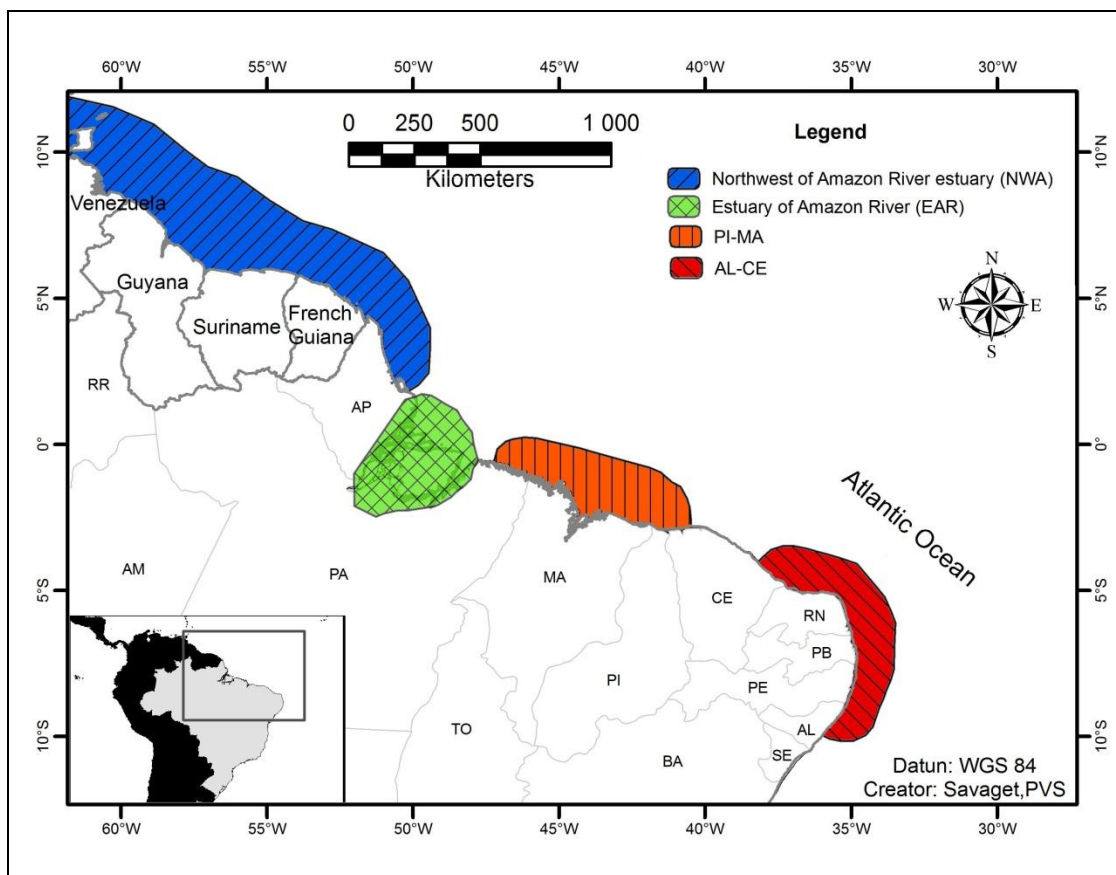 60°W 55°W 50°W 45°W 40°W 35°W 30°W
0 250 500 1 000
Kilometers
Legend
Northwest of Amazon River estuary (NWA)
Estuary of Amazon River (EAR)
PI-MA
AL-CE
N
W E
S
10°N
5°N
0°
5°S
10°S
10°N
5°N
0°
5°S
10°S
Venezuela
Guyana
Suriname
French
Guiana
RR
AP
AM
PA
MA
CE
RN
PB
PI
PE
TO
AL
BA
SE
Atlantic Ocean
Datun: WGS 84
Creator: Savaget,PVS
60°W 55°W 50°W 45°W 40°W 35°W 30°W